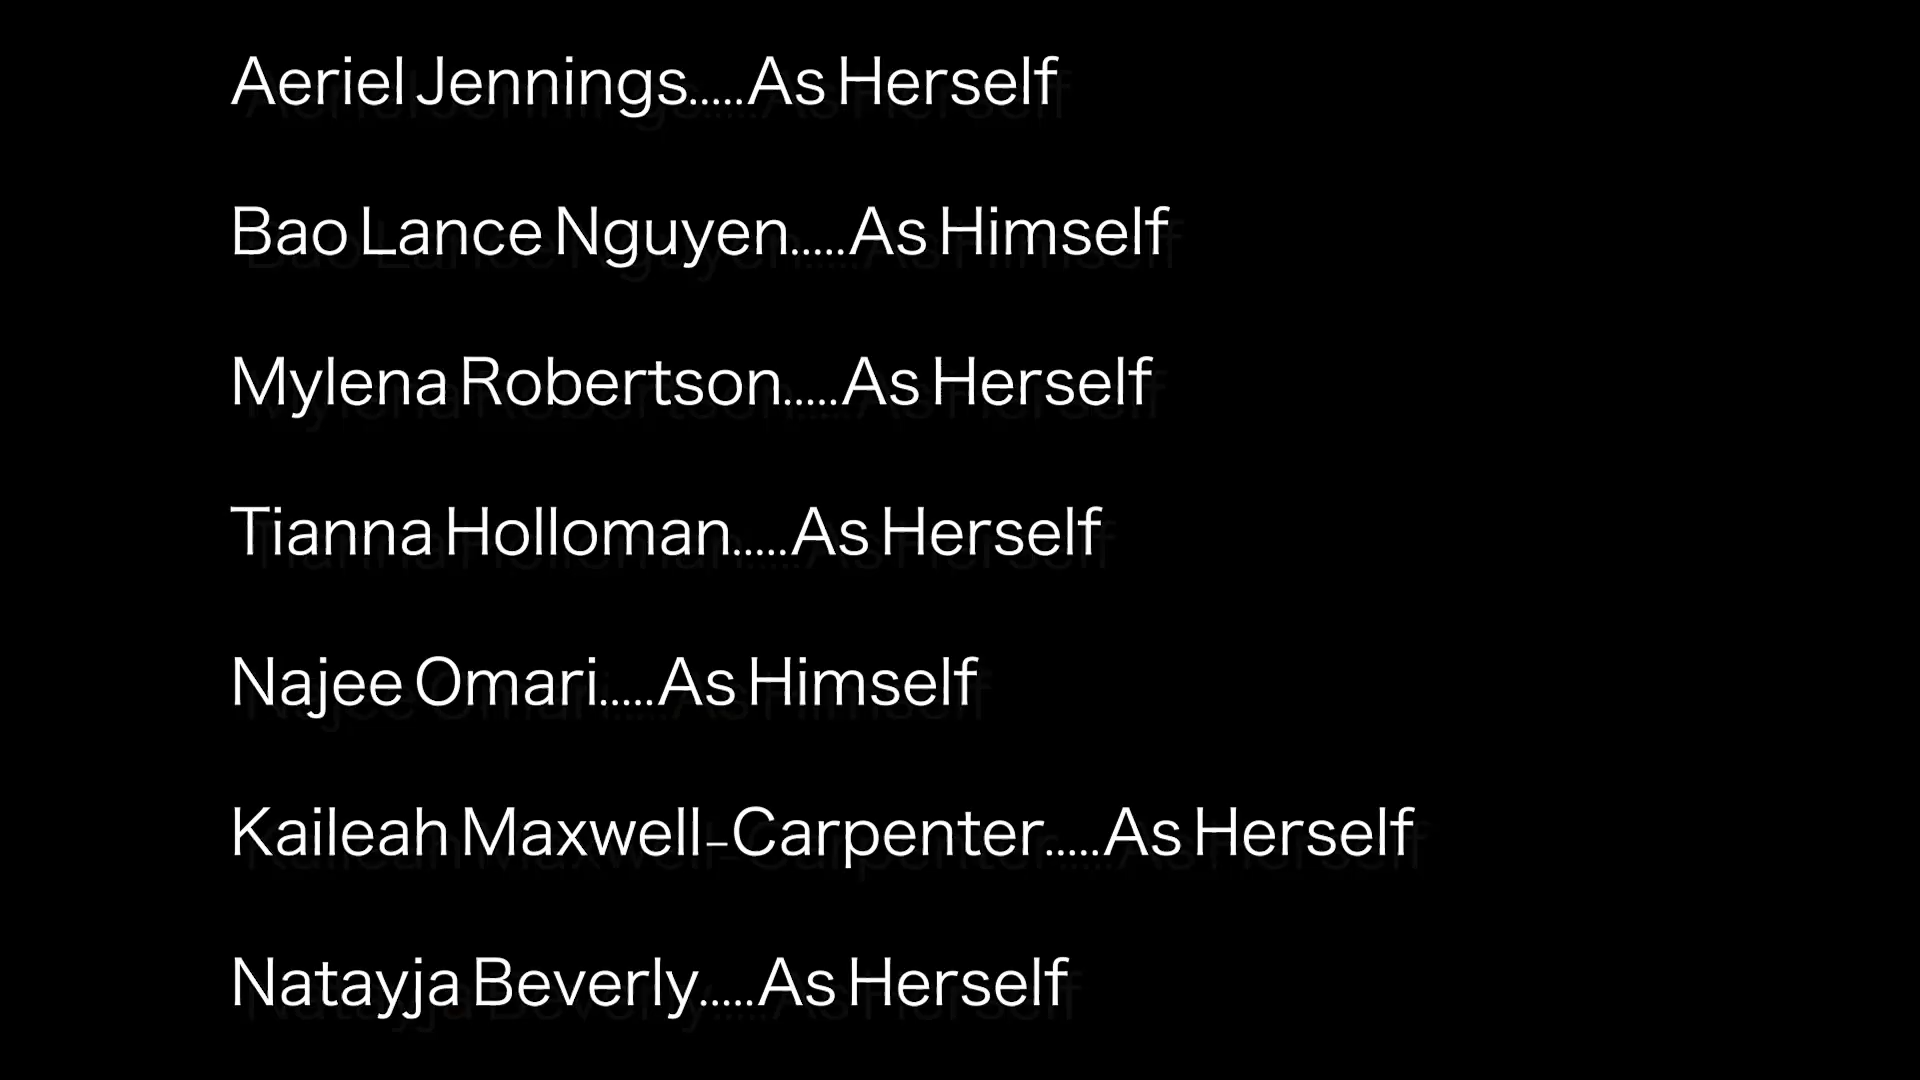 Aeriel Jennings.....As Herself
Bao Lance Nguyen.....As Himself
Mylena Robertson.....As Herself
Tianna Holloman.....As Herself
Najee Omari.....As Himself
Kaileah Maxwell-Carpenter.....As Herself
Natayja Beverly.....As Herself